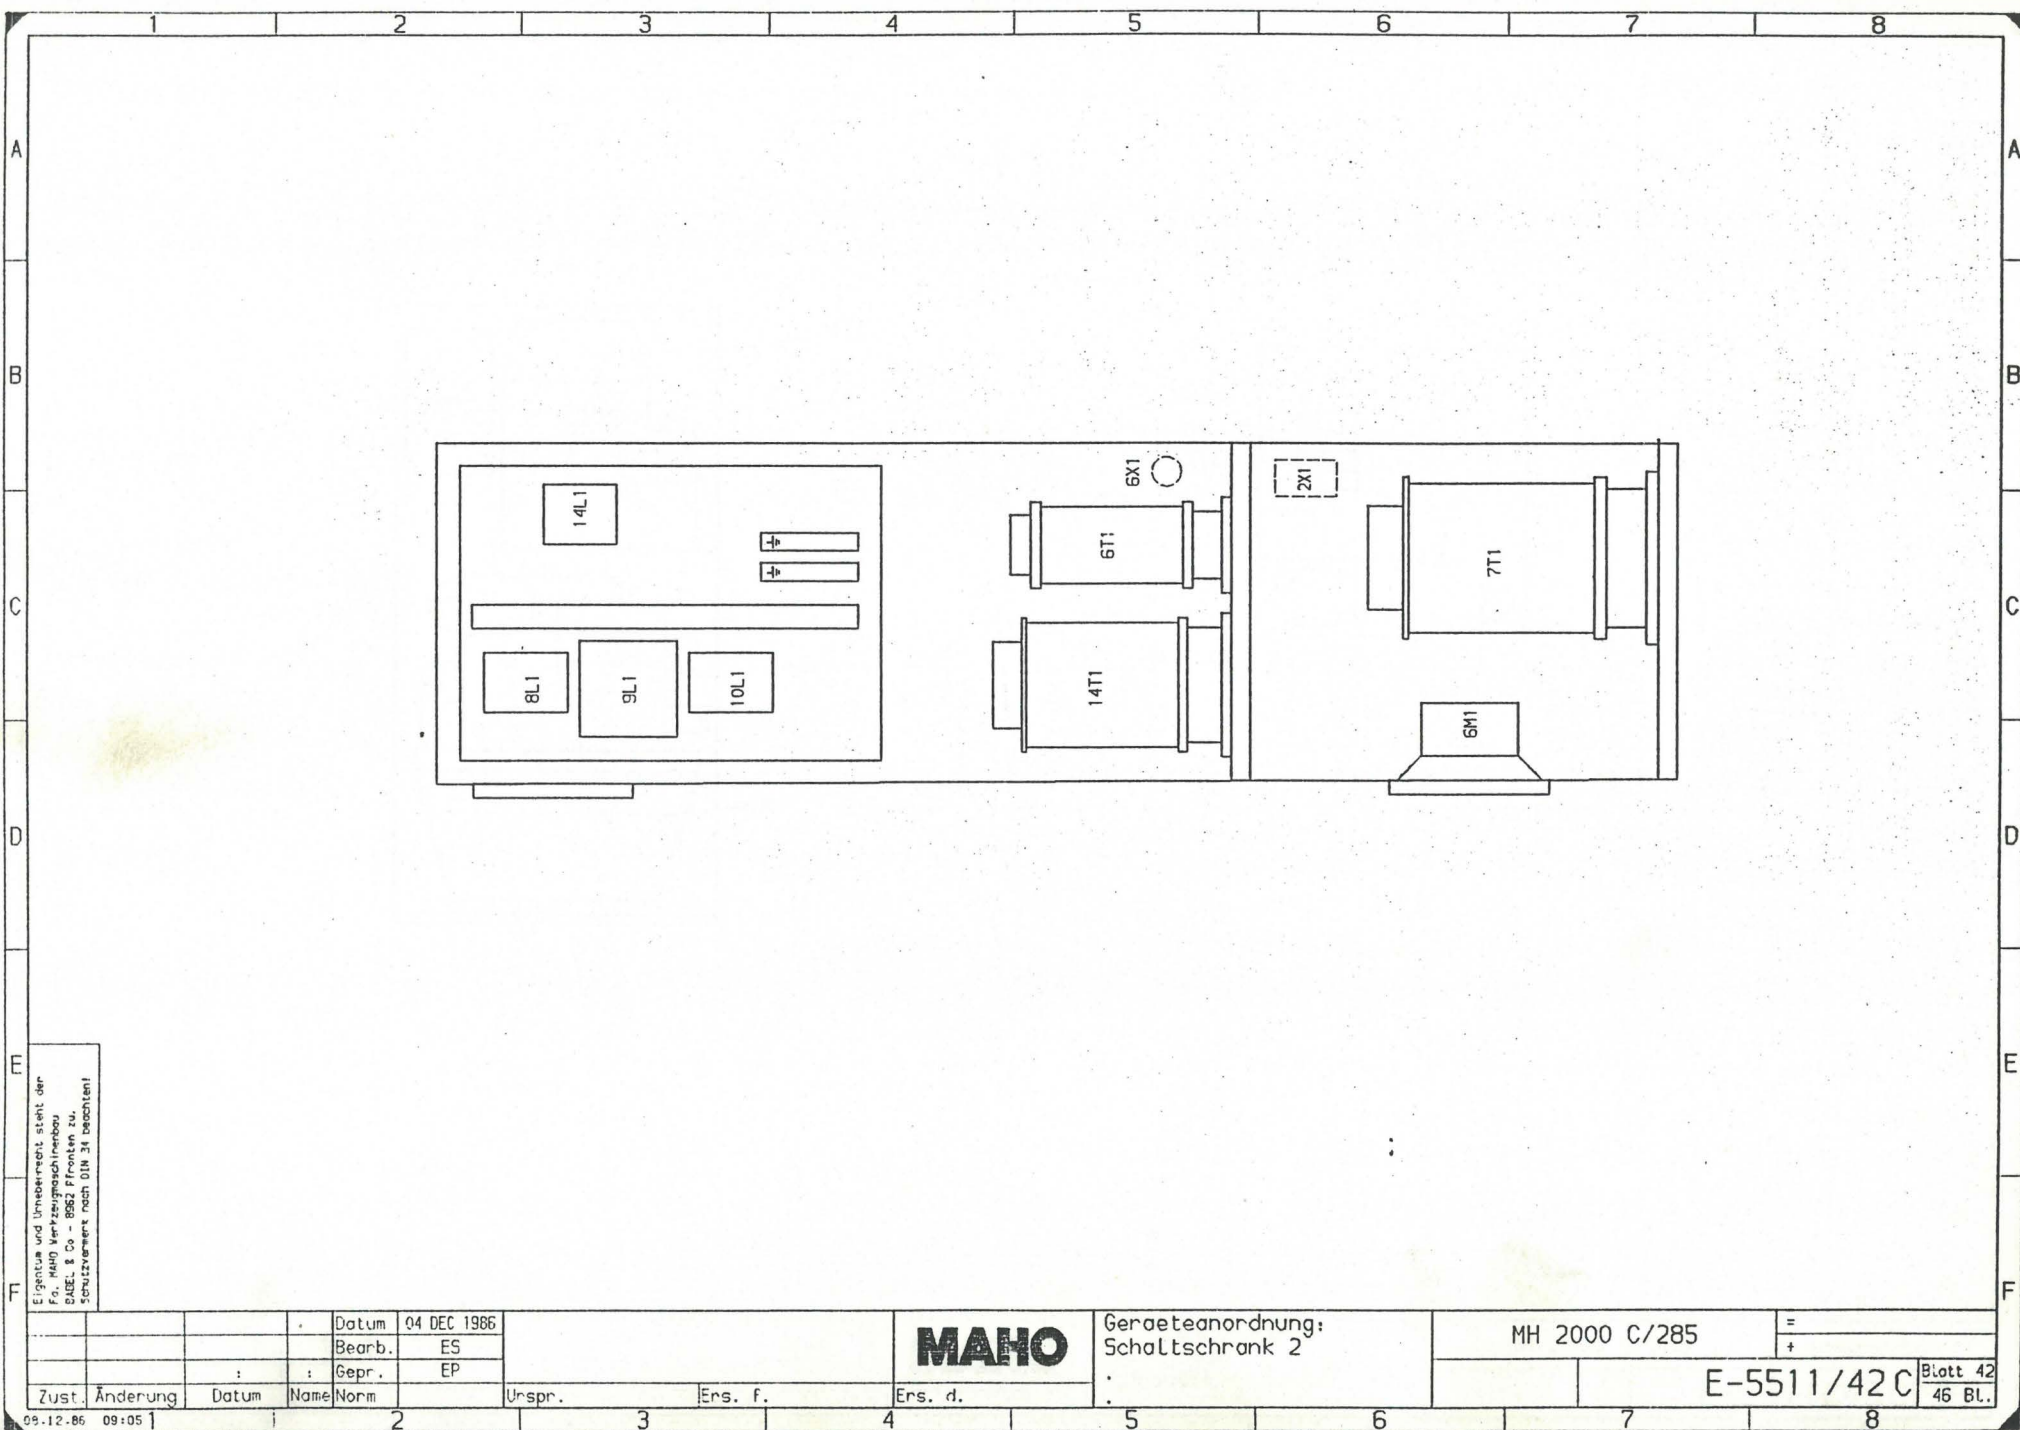 1 2 3 4 5 6 7 8
A A
B B
C C
D D
E E
F F
14L1
8L1
9L1
10L1
6X1
6T1
14T1
2X1
7T1
6M1
Eigentum und Urheberrecht steht der
Fa. MAHO Werkzeugmaschinenbau
BABEL & Co - 8962 Pfronten zu.
Schutzvermerk nach DIN 34 beachten!
Datum 04 DEC 1986
Bearb. ES
Gepr. EP
Zust. Änderung Datum Name Norm
Urspr. Ers. f. Ers. d.
MAHO
Geraeteanordnung:
Schaltschrank 2
MH 2000 C/285
=
+
E-5511/42 C
Blatt 42
46 Bl.
09.12.86 09:05
1 2 3 4 5 6 7 8